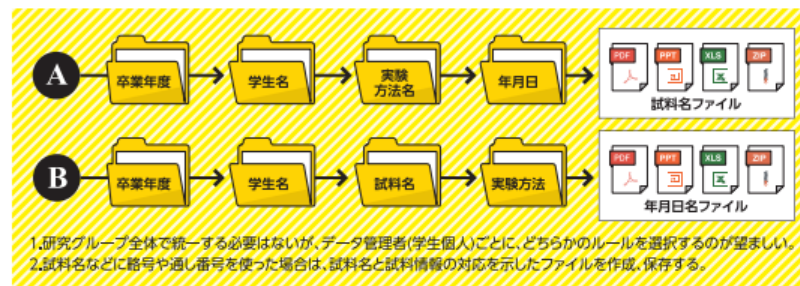 A
卒業年度
学生名
実験
方法名
年月日
PDF PPT XLS ZIP
試料名ファイル
B
卒業年度
学生名
試料名
実験方法
PDF PPT XLS ZIP
年月日名ファイル
1.研究グループ全体で統一する必要はないが、データ管理者(学生個人)ごとに、どちらかのルールを選択するのが望ましい。
2.試料名などに略号や通し番号を使った場合は、試料名と試料情報の対応を示したファイルを作成、保存する。